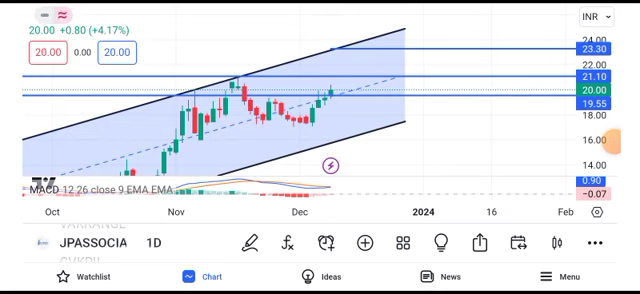 INR
20.00 +0.80 (+4.17%)
20.00 0.00 20.00
24.00
23.30
22.00
21.10
20.00
19.55
18.00
16.00
14.00
MACD 12 26 close 9 EMA EMA
0.90
−0.07
Oct Nov Dec 2024 16 Feb
JPASSOCIA 1D
Watchlist Chart Ideas News Menu